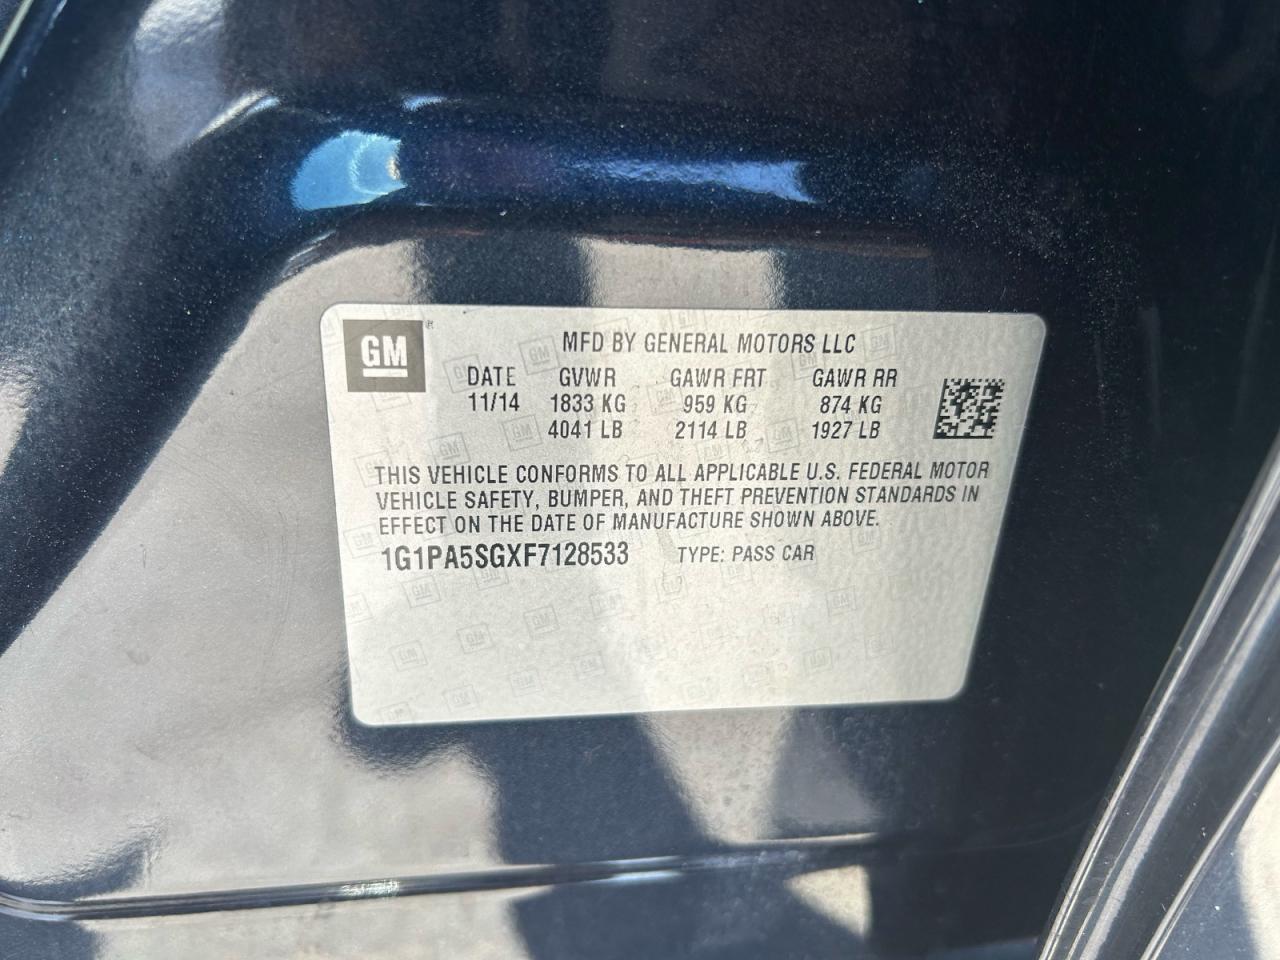 GM
MFD BY GENERAL MOTORS LLC
DATE GVWR GAWR FRT GAWR RR
11/14 1833 KG 959 KG 874 KG
4041 LB 2114 LB 1927 LB
THIS VEHICLE CONFORMS TO ALL APPLICABLE U.S. FEDERAL MOTOR
VEHICLE SAFETY, BUMPER, AND THEFT PREVENTION STANDARDS IN
EFFECT ON THE DATE OF MANUFACTURE SHOWN ABOVE.
1G1PA5SGXF7128533 TYPE: PASS CAR